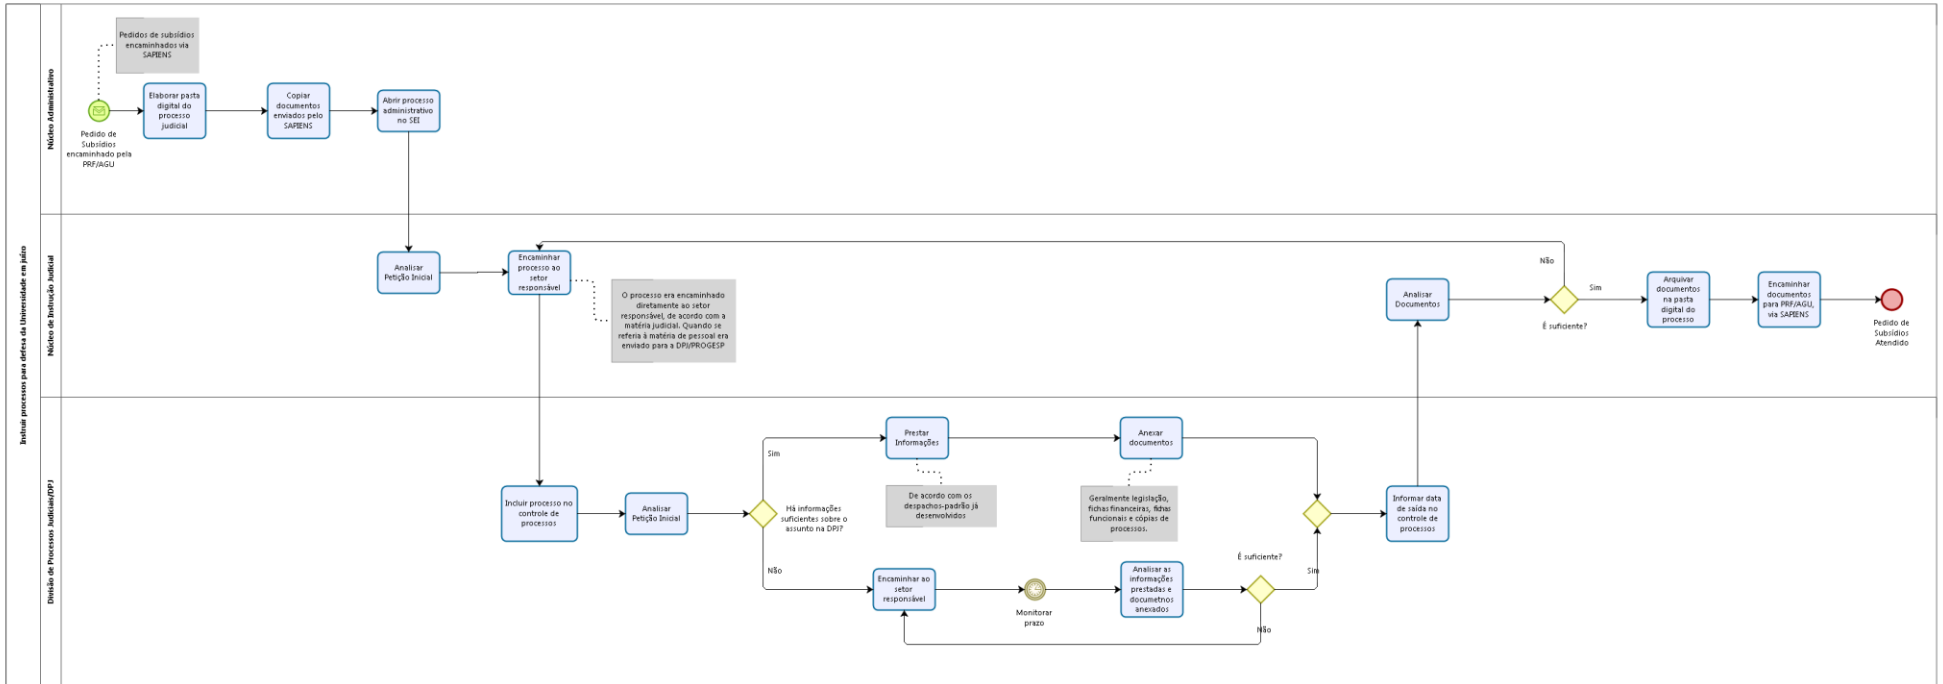 Instruir processos para defesa da Universidade em juízo
Núcleo Administrativo
Pedidos de subsídios
encaminhados via
SAPIENS
Pedido de
Subsídios
encaminhado pela
PRF/AGU
Elaborar pasta
digital do
processo
judicial
Copiar
documentos
enviados pelo
SAPIENS
Abrir processo
administrativo
no SEI
Núcleo de Instrução Judicial
Analisar
Petição Inicial
Encaminhar
processo ao
setor
responsável
O processo era encaminhado
diretamente ao setor
responsável, de acordo com a
matéria judicial. Quando se
referia à matéria de pessoal era
enviado para a DPJ/PROGESP
Analisar
Documentos
Não
É suficiente?
Sim
Arquivar
documentos
na pasta
digital do
processo
Encaminhar
documentos
para PRF/AGU,
via SAPIENS
Pedido de
Subsídios
Atendido
Divisão de Processos Judiciais/DPJ
Incluir processo no
controle de
processos
Analisar
Petição Inicial
Há informações
suficientes sobre o
assunto na DPJ?
Sim
Prestar
Informações
De acordo com os
despachos-padrão já
desenvolvidos
Anexar
documentos
Geralmente legislação,
fichas financeiras, fichas
funcionais e cópias de
processos.
Não
Encaminhar ao
setor
responsável
Monitorar
prazo
Analisar as
informações
prestadas e
documetnos
anexados
É suficiente?
Sim
Não
Informar data
de saída no
controle de
processos